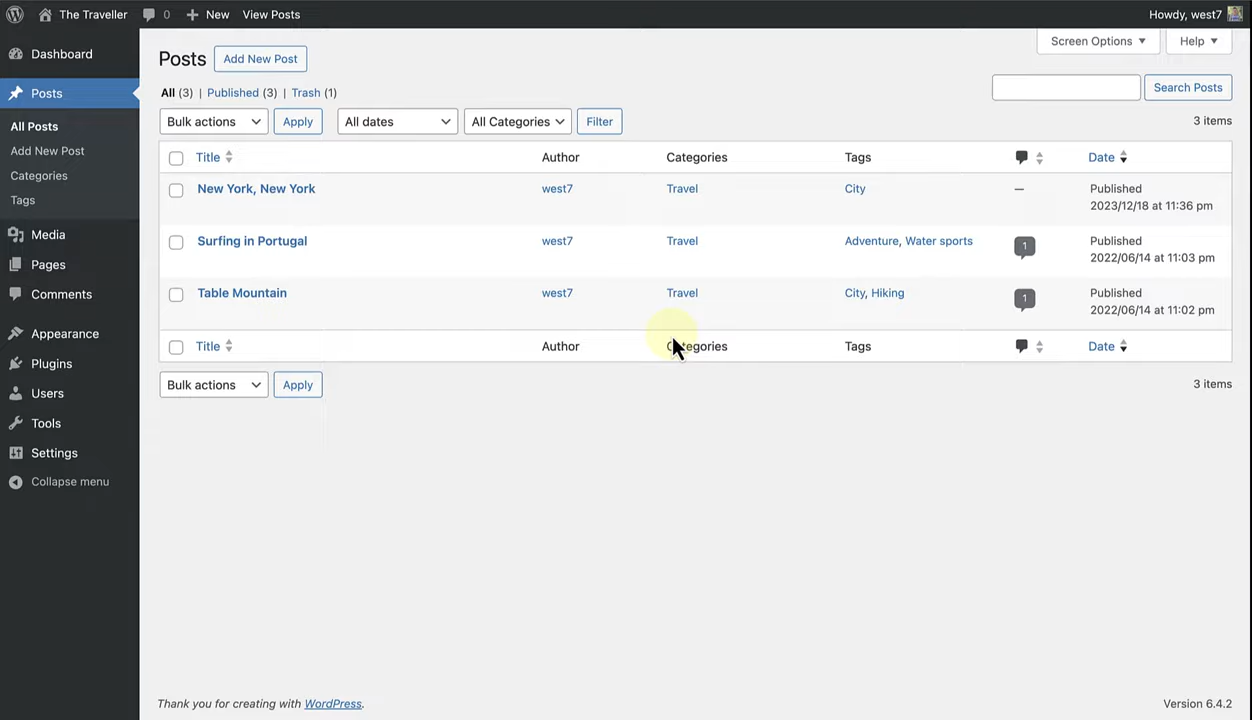 The Traveller 0 New View Posts Howdy, west7
Screen Options Help
Dashboard
Posts
All Posts
Add New Post
Categories
Tags
Media
Pages
Comments
Appearance
Plugins
Users
Tools
Settings
Collapse menu
Posts Add New Post
All (3) | Published (3) | Trash (1)
Search Posts
Bulk actions Apply All dates All Categories Filter
3 items
Title Author Categories Tags Date
New York, New York west7 Travel City — Published
2023/12/18 at 11:36 pm
Surfing in Portugal west7 Travel Adventure, Water sports 1 Published
2022/06/14 at 11:03 pm
Table Mountain west7 Travel City, Hiking 1 Published
2022/06/14 at 11:02 pm
Title Author Categories Tags Date
Bulk actions Apply
3 items
Thank you for creating with WordPress. Version 6.4.2